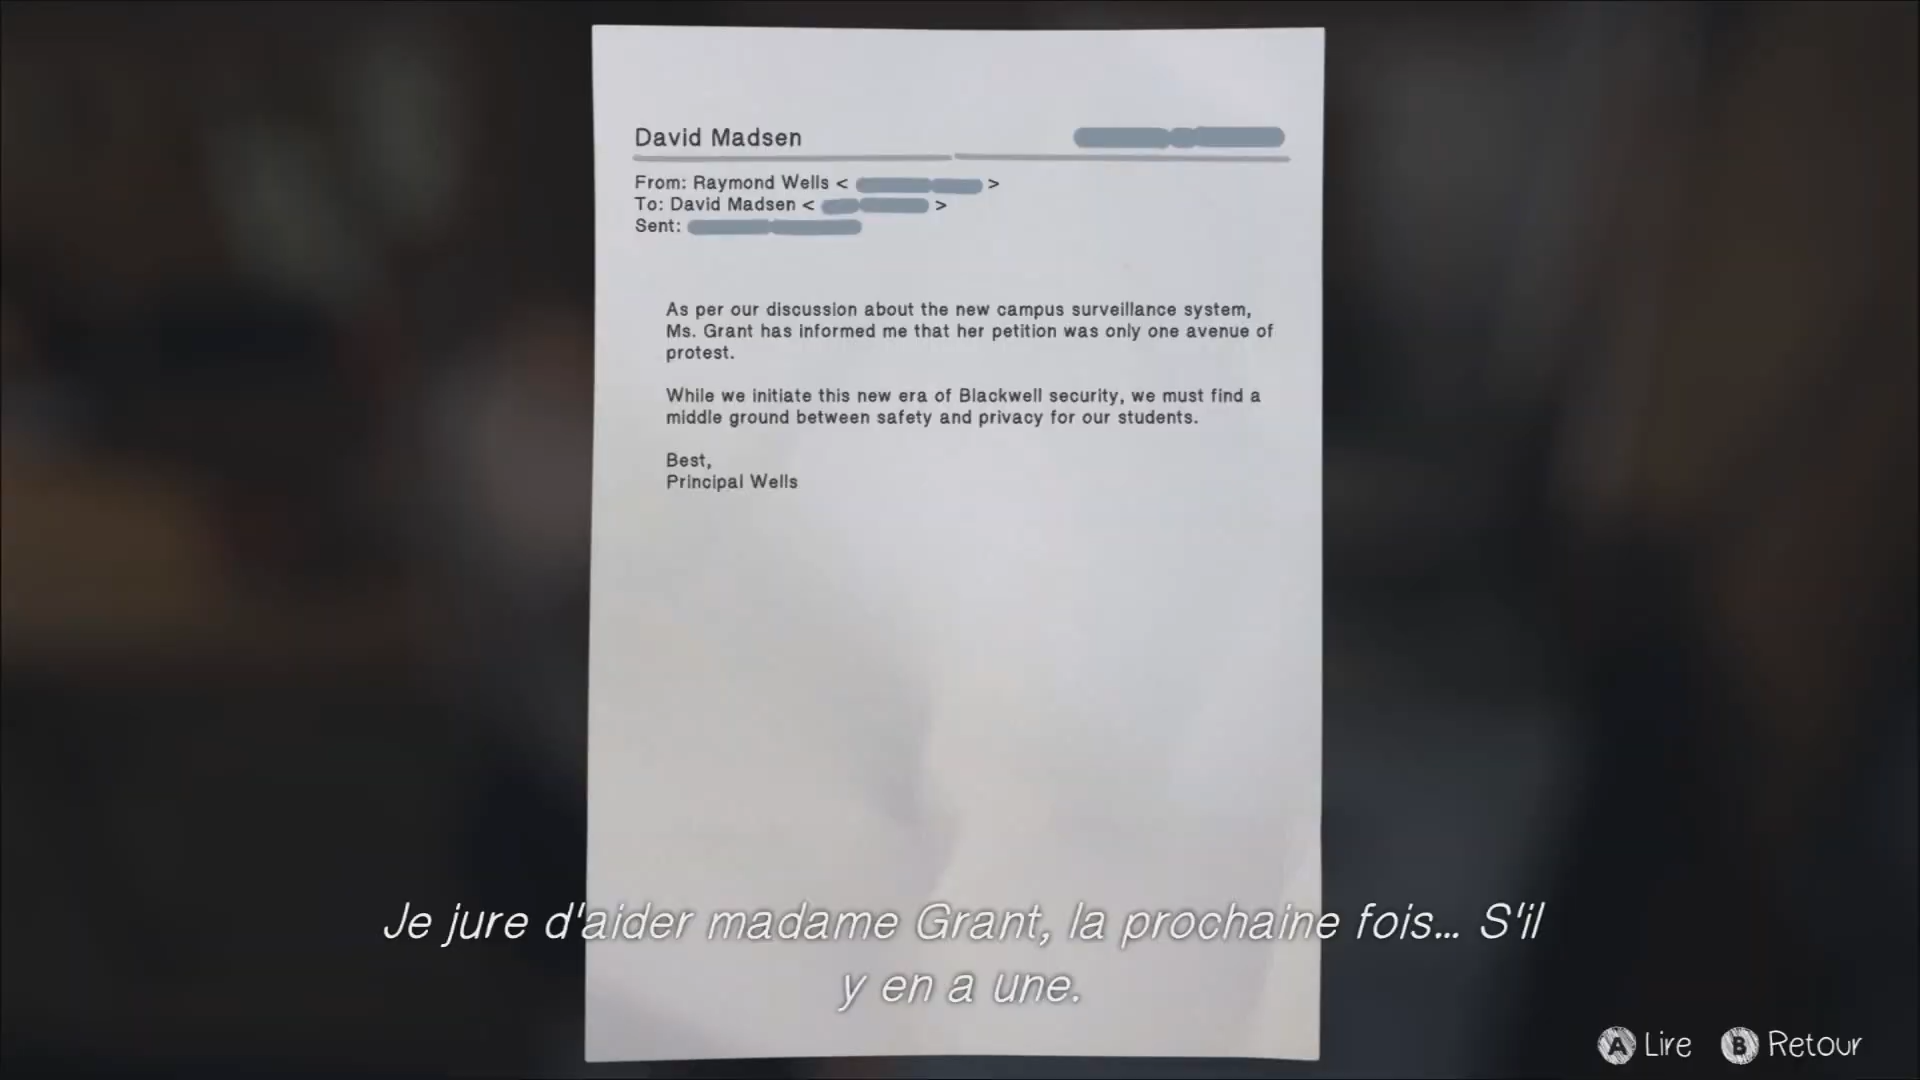 David Madsen
From: Raymond Wells < >
To: David Madsen < >
Sent:
As per our discussion about the new campus surveillance system,
Ms. Grant has informed me that her petition was only one avenue of
protest.
While we initiate this new era of Blackwell security, we must find a
middle ground between safety and privacy for our students.
Best,
Principal Wells
Je jure d'aider madame Grant, la prochaine fois... S'il
y en a une.
A Lire B Retour